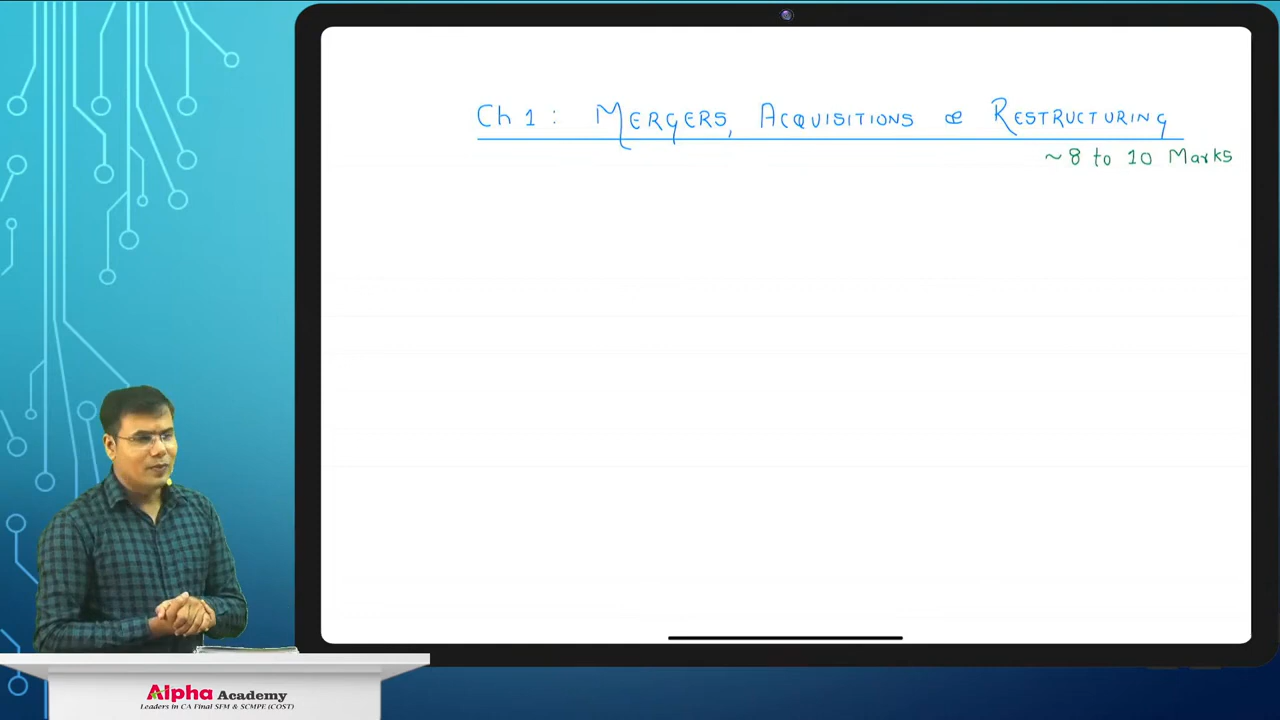 Ch 1 : MERGERS, ACQUISITIONS & RESTRUCTURING
~ 8 to 10 Marks
Alpha Academy
Leaders in CA Final SFM & SCMPE (COST)